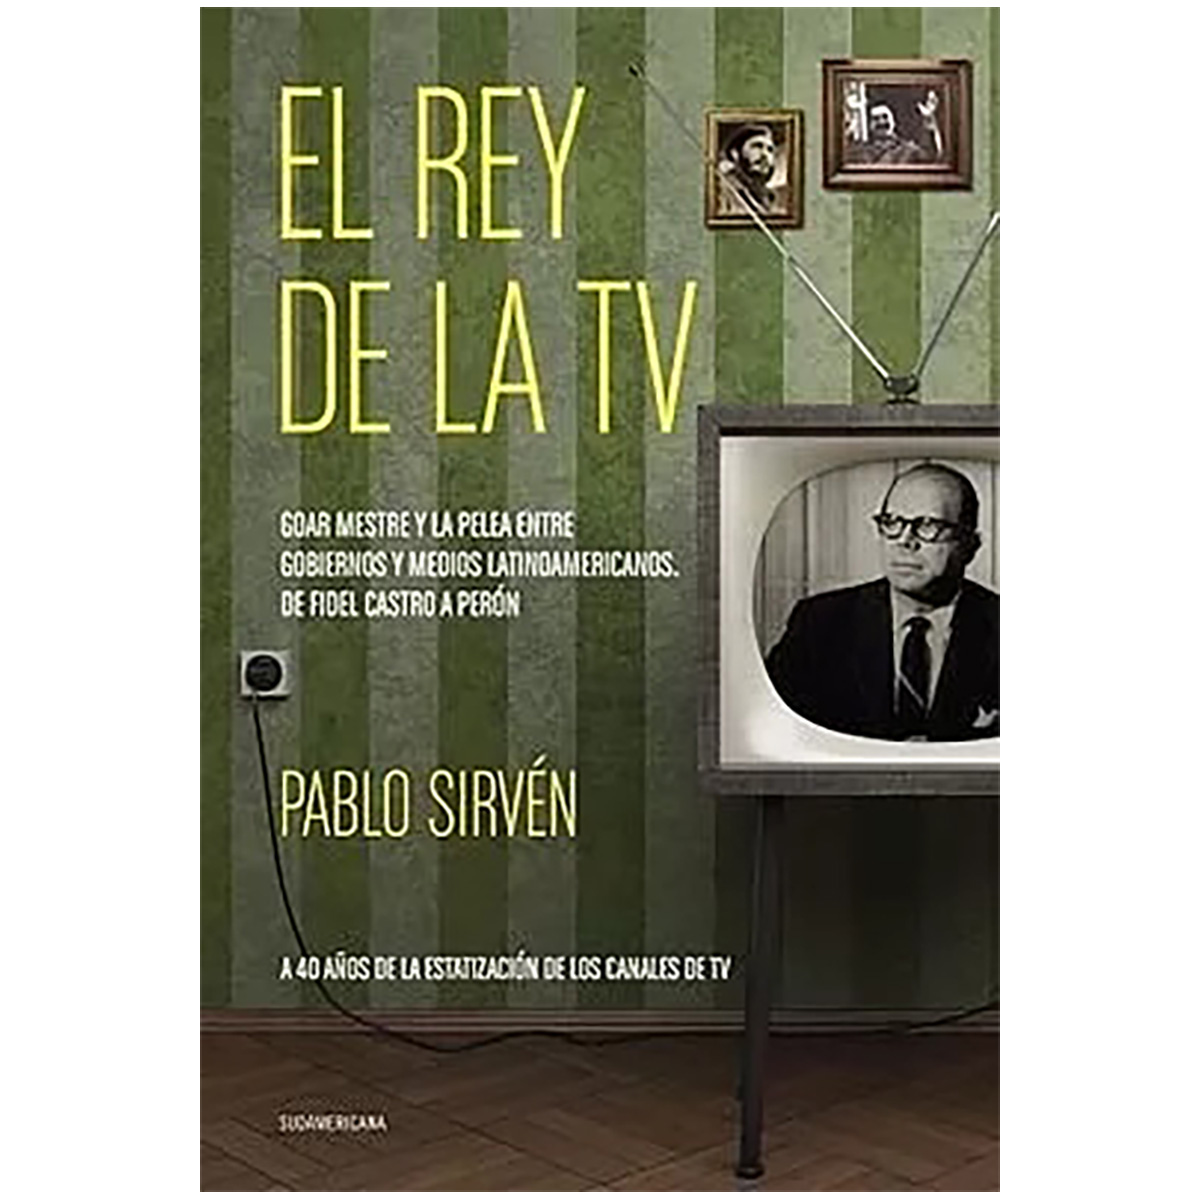 EL REY
DE LA TV
GOAR MESTRE Y LA PELEA ENTRE
GOBIERNOS Y MEDIOS LATINOAMERICANOS.
DE FIDEL CASTRO A PERÓN
PABLO SIRVÉN
A 40 AÑOS DE LA ESTATIZACIÓN DE LOS CANALES DE TV
SUDAMERICANA